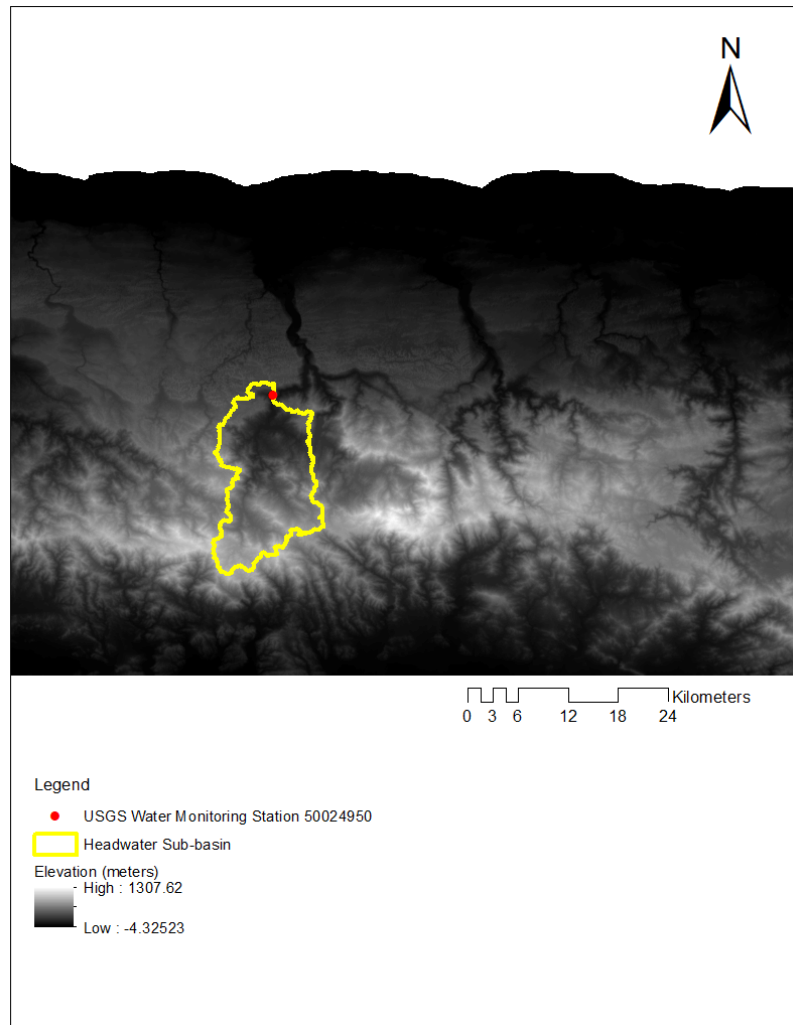 N
Kilometers
0 3 6 12 18 24
Legend
USGS Water Monitoring Station 50024950
Headwater Sub-basin
Elevation (meters)
High : 1307.62
Low : -4.32523